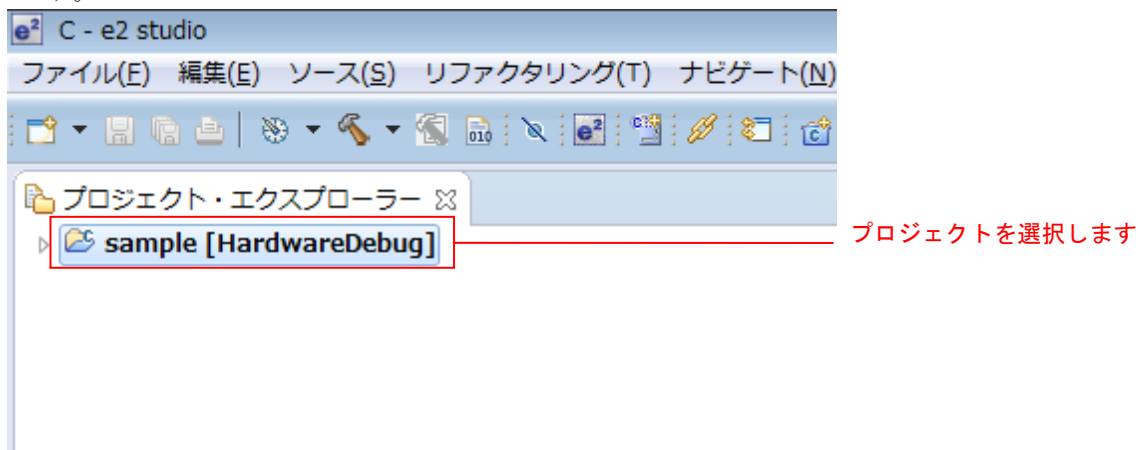 C - e2 studio
ファイル(F) 編集(E) ソース(S) リファクタリング(T) ナビゲート(N)
プロジェクト・エクスプローラー
sample [HardwareDebug]
プロジェクトを選択します